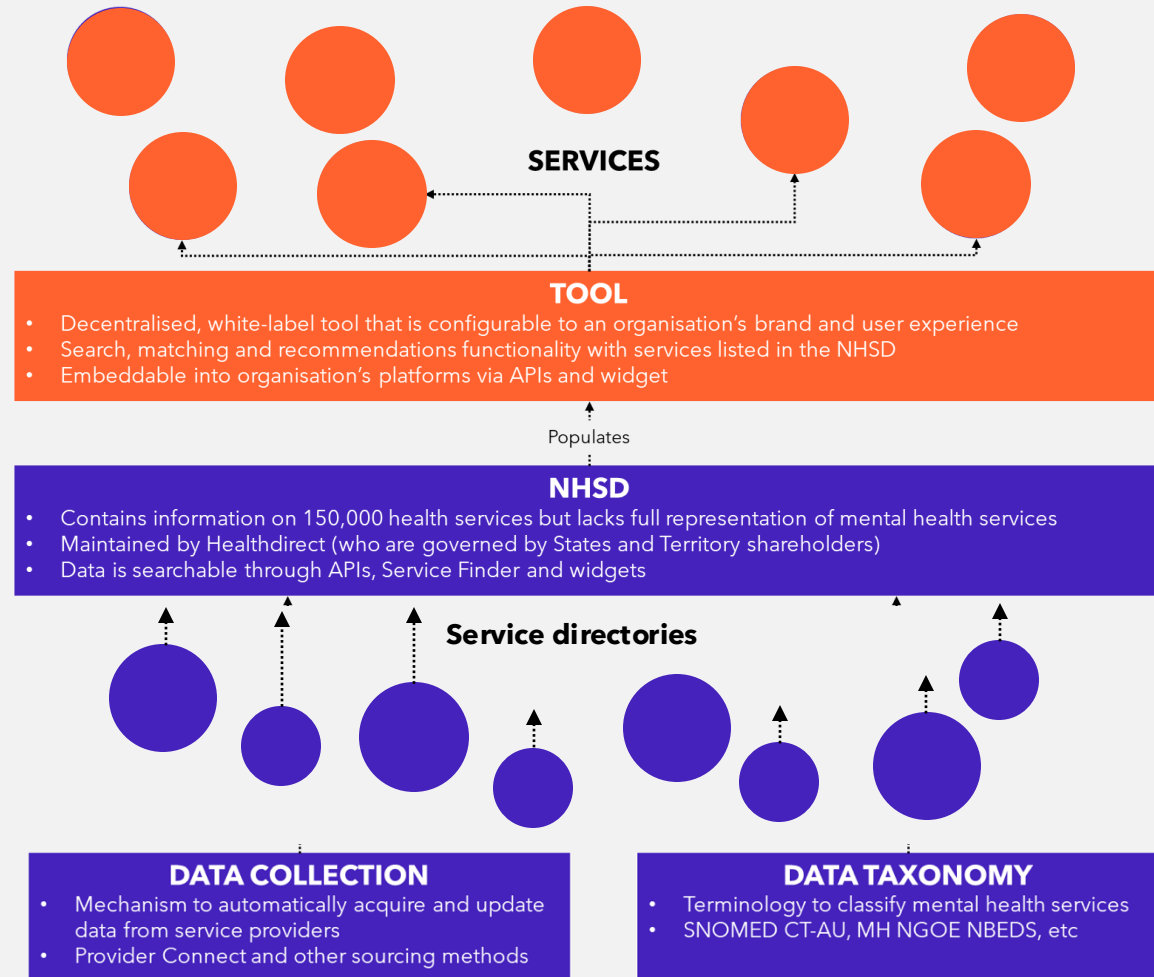 SERVICES
TOOL
• Decentralised, white-label tool that is configurable to an organisation's brand and user experience
• Search, matching and recommendations functionality with services listed in the NHSD
• Embeddable into organisation's platforms via APIs and widget
Populates
NHSD
• Contains information on 150,000 health services but lacks full representation of mental health services
• Maintained by Healthdirect (who are governed by States and Territory shareholders)
• Data is searchable through APIs, Service Finder and widgets
Service directories
DATA COLLECTION
• Mechanism to automatically acquire and update
data from service providers
• Provider Connect and other sourcing methods
DATA TAXONOMY
• Terminology to classify mental health services
• SNOMED CT-AU, MH NGOE NBEDS, etc